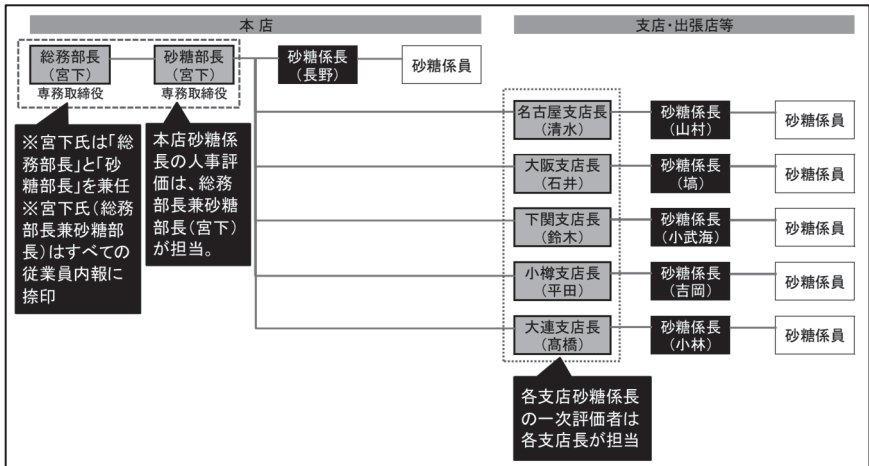 本 店
支店・出張店等
総務部長
(宮下)
専務取締役
砂糖部長
(宮下)
専務取締役
砂糖係長
(長野)
砂糖係員
※宮下氏は「総
務部長」と「砂
糖部長」を兼任
※宮下氏(総務
部長兼砂糖部
長)はすべての
従業員内報に
捺印
本店砂糖係
長の人事評
価は、総務
部長兼砂糖
部長(宮下)
が担当。
名古屋支店長
(清水)
砂糖係長
(山村)
砂糖係員
大阪支店長
(石井)
砂糖係長
(塙)
砂糖係員
下関支店長
(鈴木)
砂糖係長
(小武海)
砂糖係員
小樽支店長
(平田)
砂糖係長
(吉岡)
砂糖係員
大連支店長
(髙橋)
砂糖係長
(小林)
砂糖係員
各支店砂糖係長
の一次評価者は
各支店長が担当